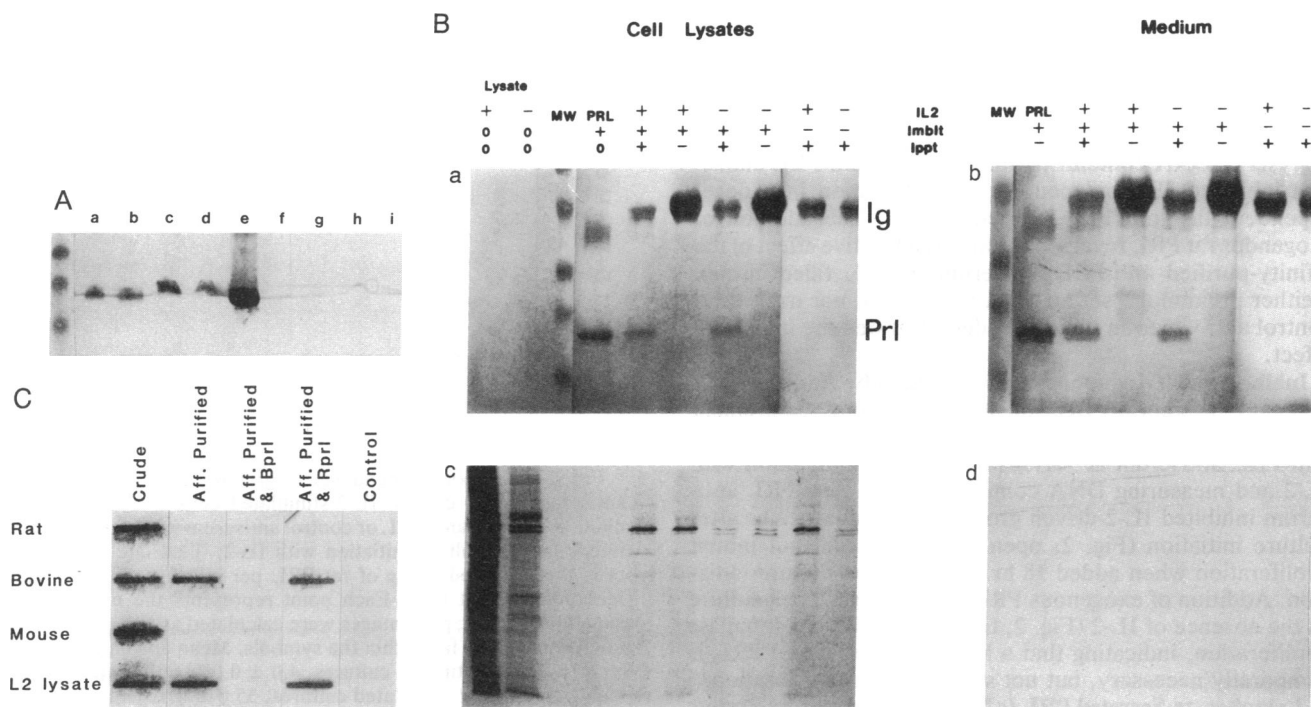 B
Cell Lysates
Medium
Lysate
+ − MW PRL + + − − + − IL2
o o + + + + + − − Imblt
o o o + − + − + + Ippt
MW PRL + + − − + −
+ + + + + − −
− + − + − + +
A
a b c d e f g h i
a
Ig
Prl
b
C
Crude
Aff. Purified
Aff. Purified & Bprl
Aff. Purified & Rprl
Control
Rat
Bovine
Mouse
L2 lysate
c
d